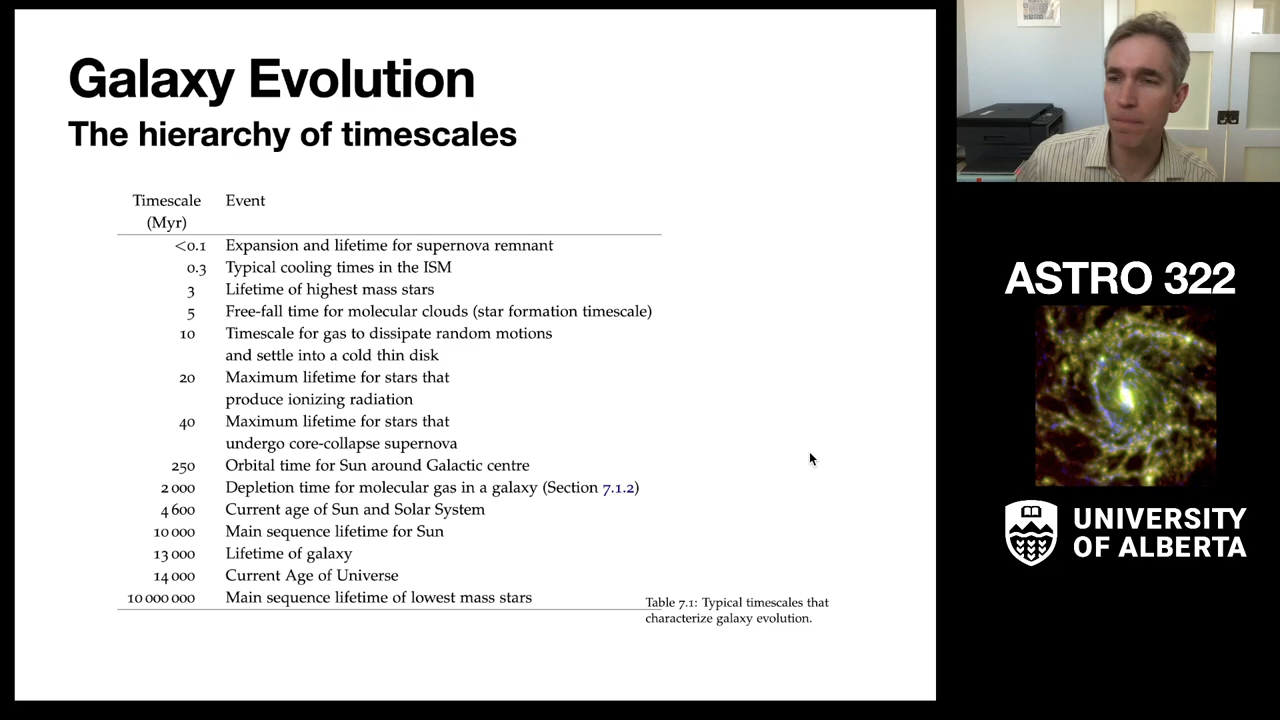 Galaxy Evolution
The hierarchy of timescales
Timescale Event
(Myr)
<0.1 Expansion and lifetime for supernova remnant
0.3 Typical cooling times in the ISM
3 Lifetime of highest mass stars
5 Free-fall time for molecular clouds (star formation timescale)
10 Timescale for gas to dissipate random motions
and settle into a cold thin disk
20 Maximum lifetime for stars that
produce ionizing radiation
40 Maximum lifetime for stars that
undergo core-collapse supernova
250 Orbital time for Sun around Galactic centre
2 000 Depletion time for molecular gas in a galaxy (Section 7.1.2)
4 600 Current age of Sun and Solar System
10 000 Main sequence lifetime for Sun
13 000 Lifetime of galaxy
14 000 Current Age of Universe
10 000 000 Main sequence lifetime of lowest mass stars
Table 7.1: Typical timescales that
characterize galaxy evolution.
ASTRO 322
UNIVERSITY
OF ALBERTA